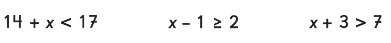 14 + x < 17 x – 1 ≥ 2 x + 3 > 7